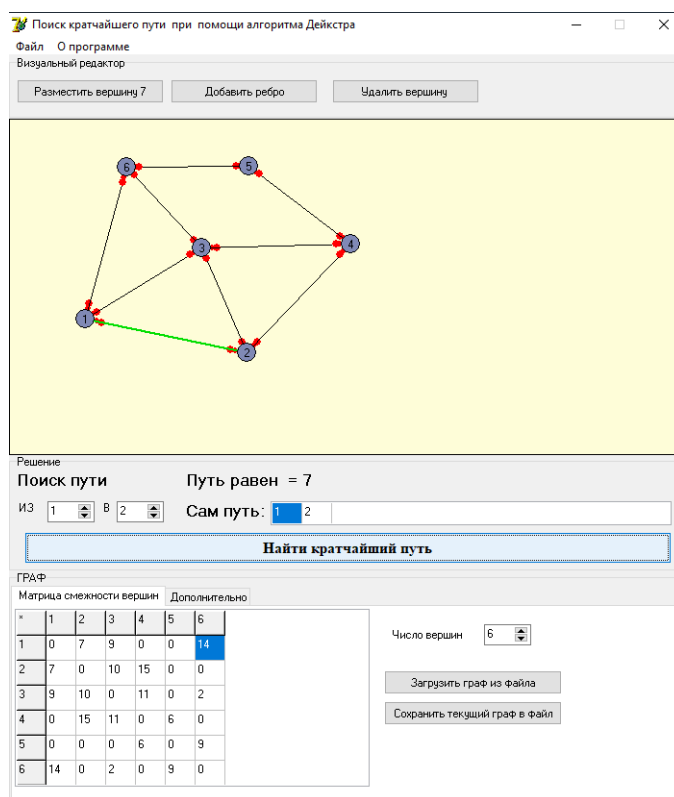 Поиск кратчайшего пути при помощи алгоритма Дейкстра
Файл О программе
Визуальный редактор
Разместить вершину 7 Добавить ребро Удалить вершину
6 5
3 4
1
2
Решение
Поиск пути Путь равен = 7
из 1 в 2 Сам путь: 1 2
Найти кратчайший путь
ГРАФ
Матрица смежности вершин Дополнительно
* 1 2 3 4 5 6
1 0 7 9 0 0 14
2 7 0 10 15 0 0
3 9 10 0 11 0 2
4 0 15 11 0 6 0
5 0 0 0 6 0 9
6 14 0 2 0 9 0
Число вершин 6
Загрузить граф из файла
Сохранить текущий граф в файл